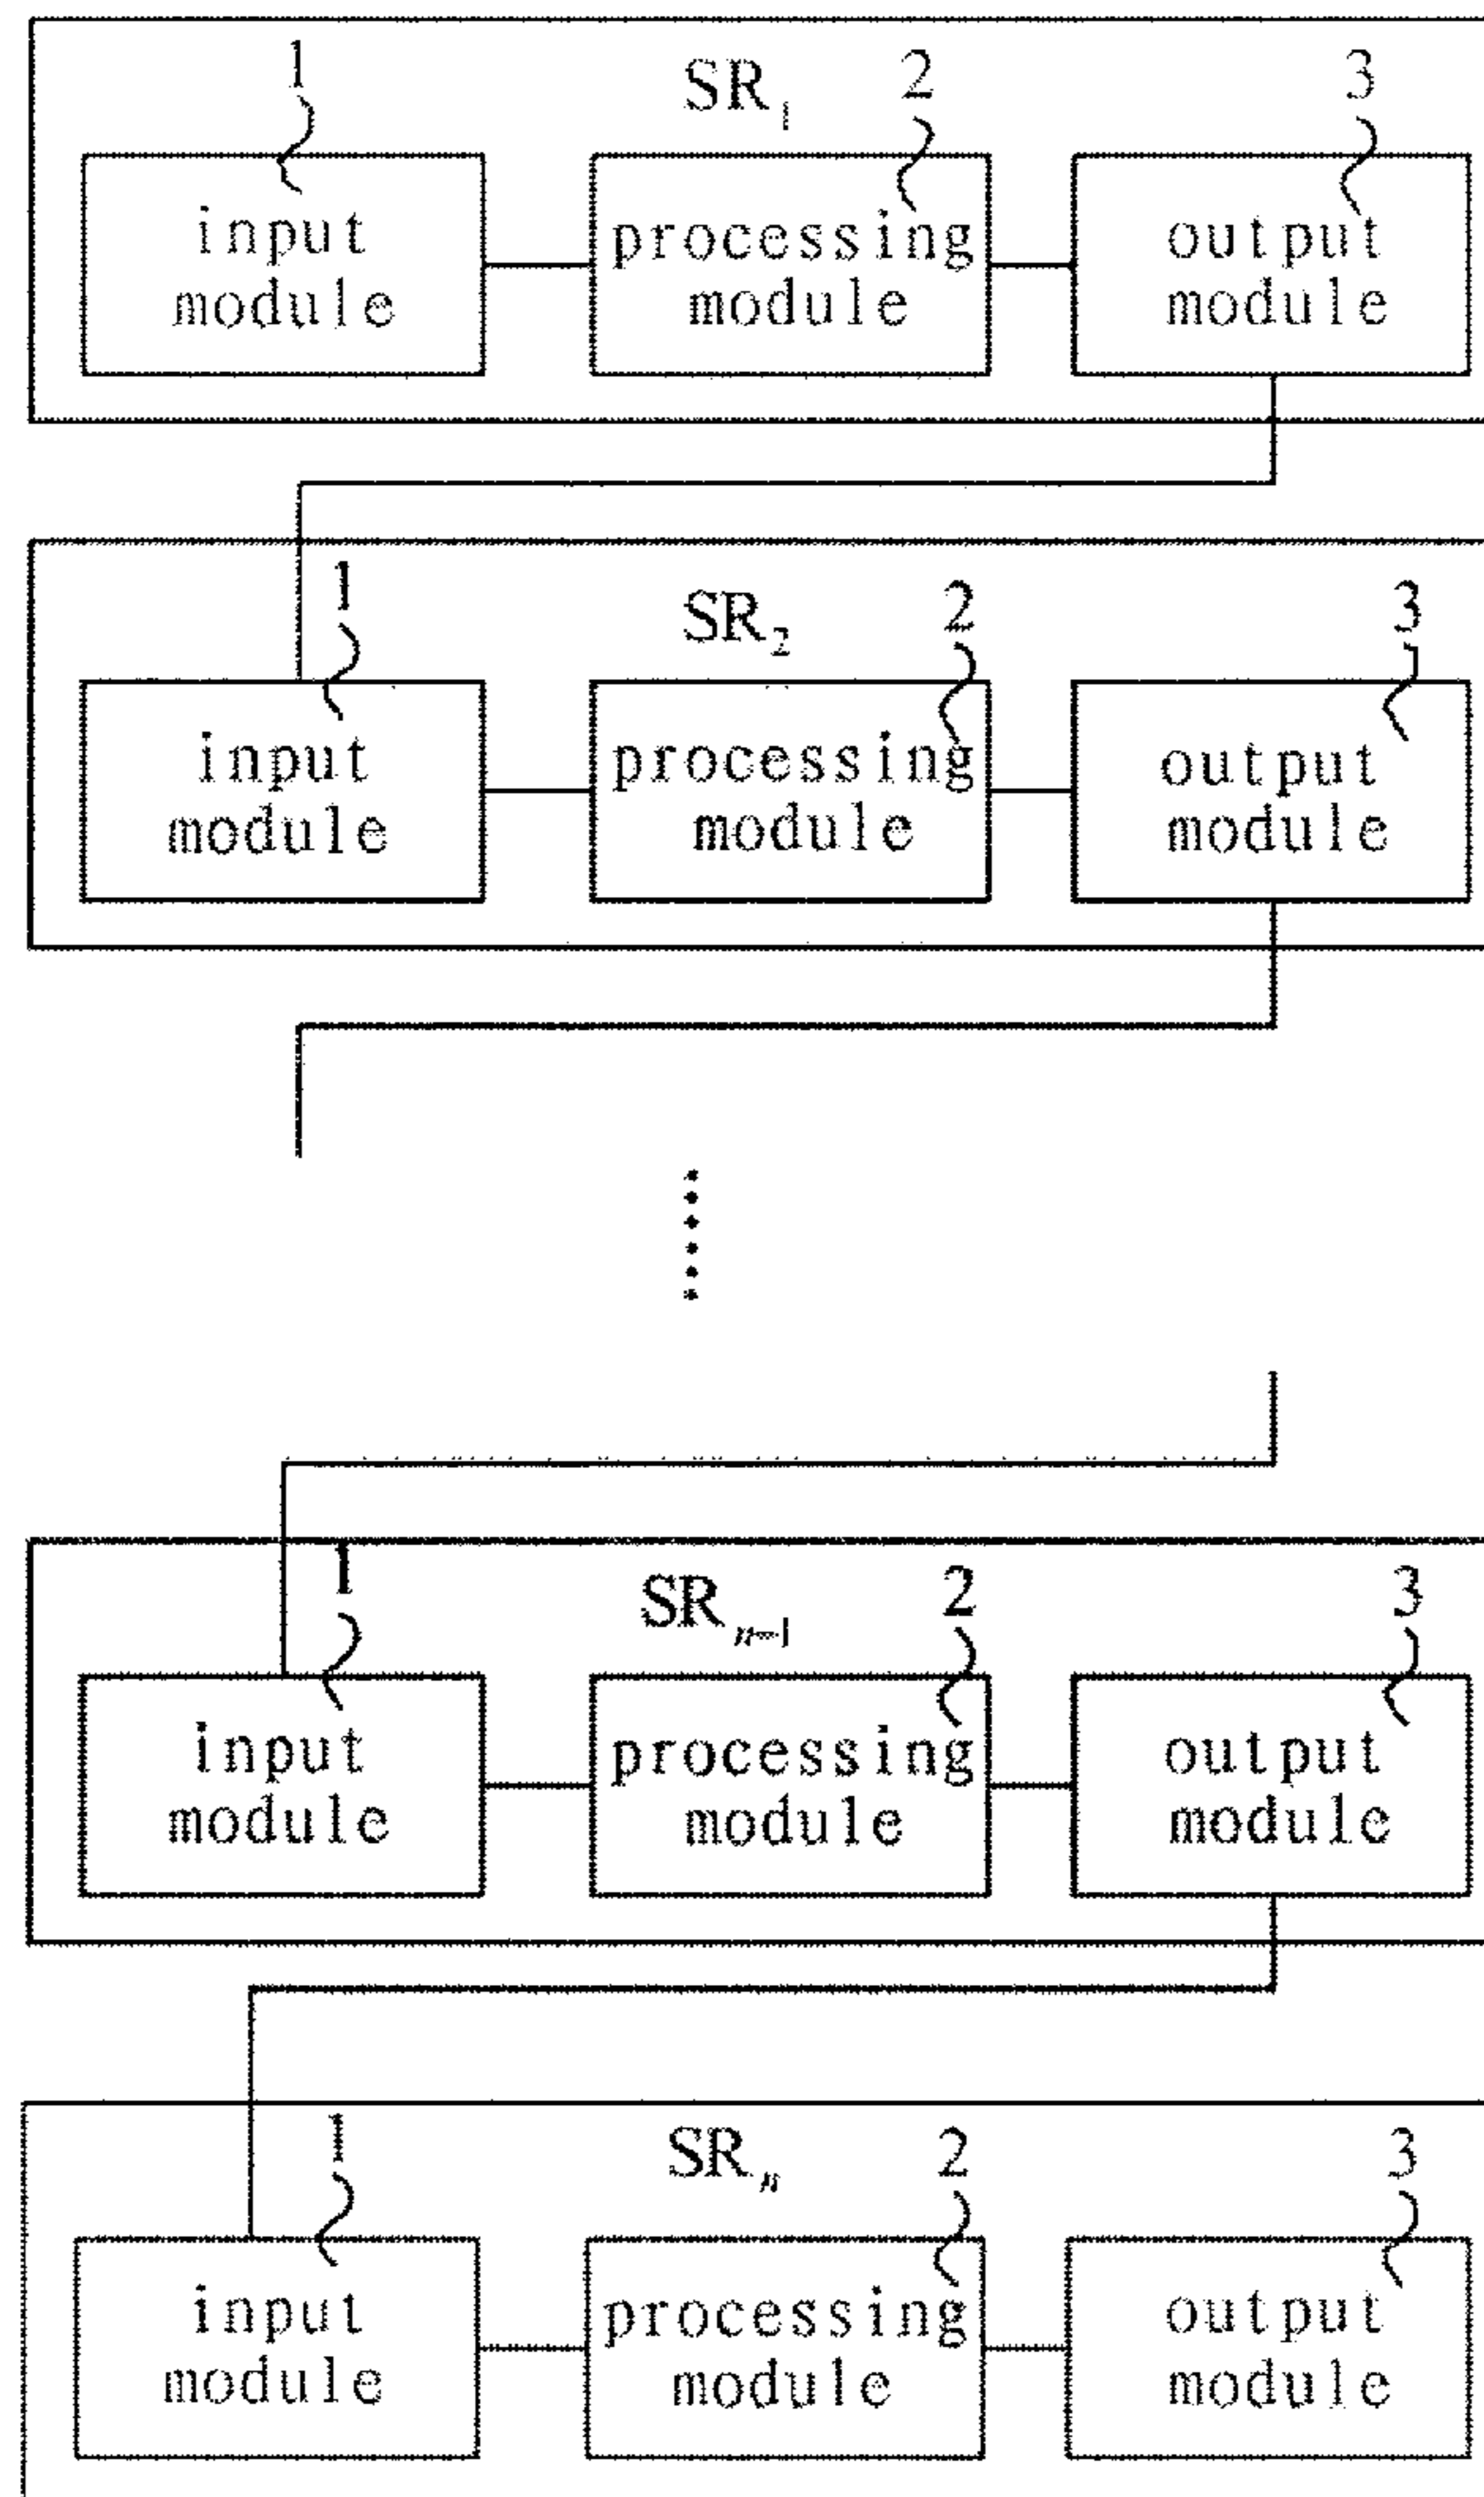 1 SR1 2 3
input processing output
module module module
1 SR2 2 3
input processing output
module module module
1 SRn-1 2 3
input processing output
module module module
1 SRn 2 3
input processing output
module module module